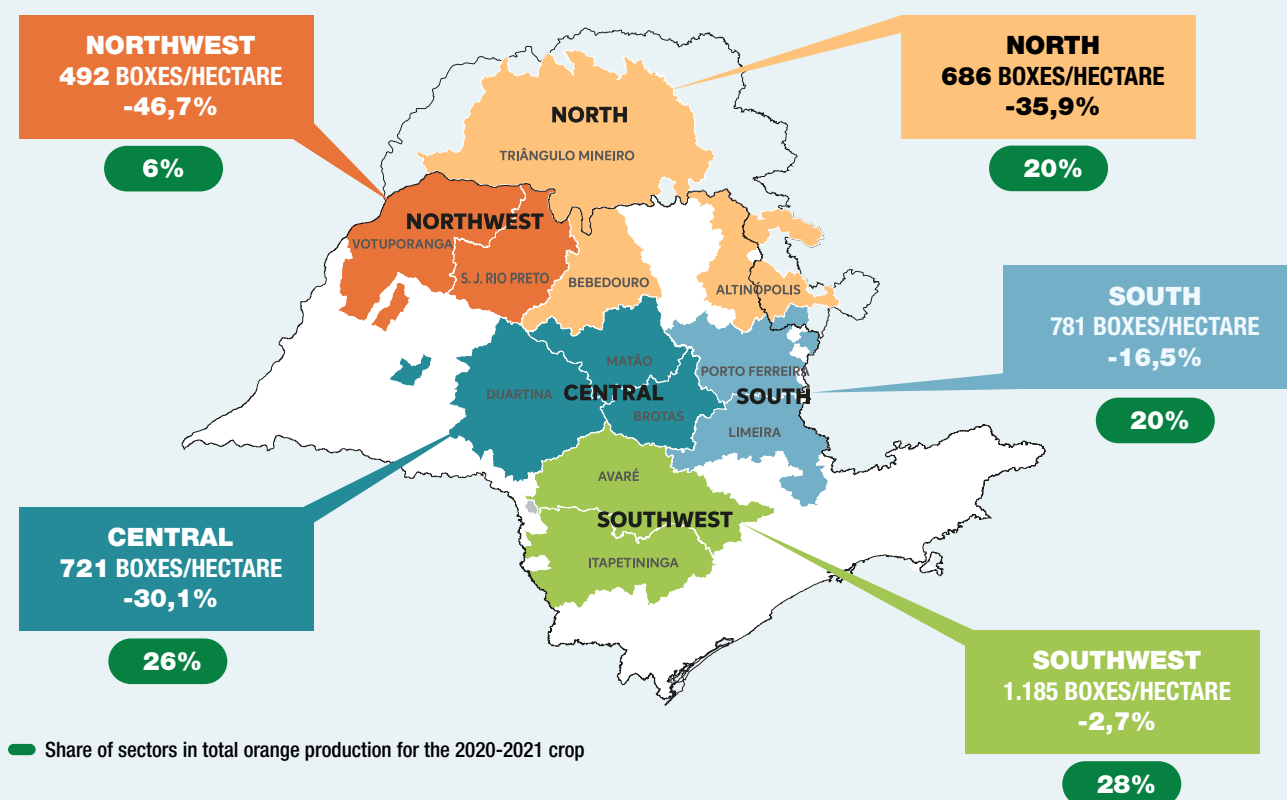 NORTHWEST
492 BOXES/HECTARE
-46,7%
6%
NORTH
686 BOXES/HECTARE
-35,9%
20%
NORTH
TRIÂNGULO MINEIRO
NORTHWEST
VOTUPORANGA
S. J. RIO PRETO
BEBEDOURO
ALTINÓPOLIS
SOUTH
781 BOXES/HECTARE
-16,5%
20%
MATÃO
PORTO FERREIRA
DUARTINA
CENTRAL
SOUTH
BROTAS
LIMEIRA
AVARÉ
SOUTHWEST
ITAPETININGA
CENTRAL
721 BOXES/HECTARE
-30,1%
26%
SOUTHWEST
1.185 BOXES/HECTARE
-2,7%
28%
Share of sectors in total orange production for the 2020-2021 crop